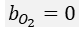 b_{O_2} = 0